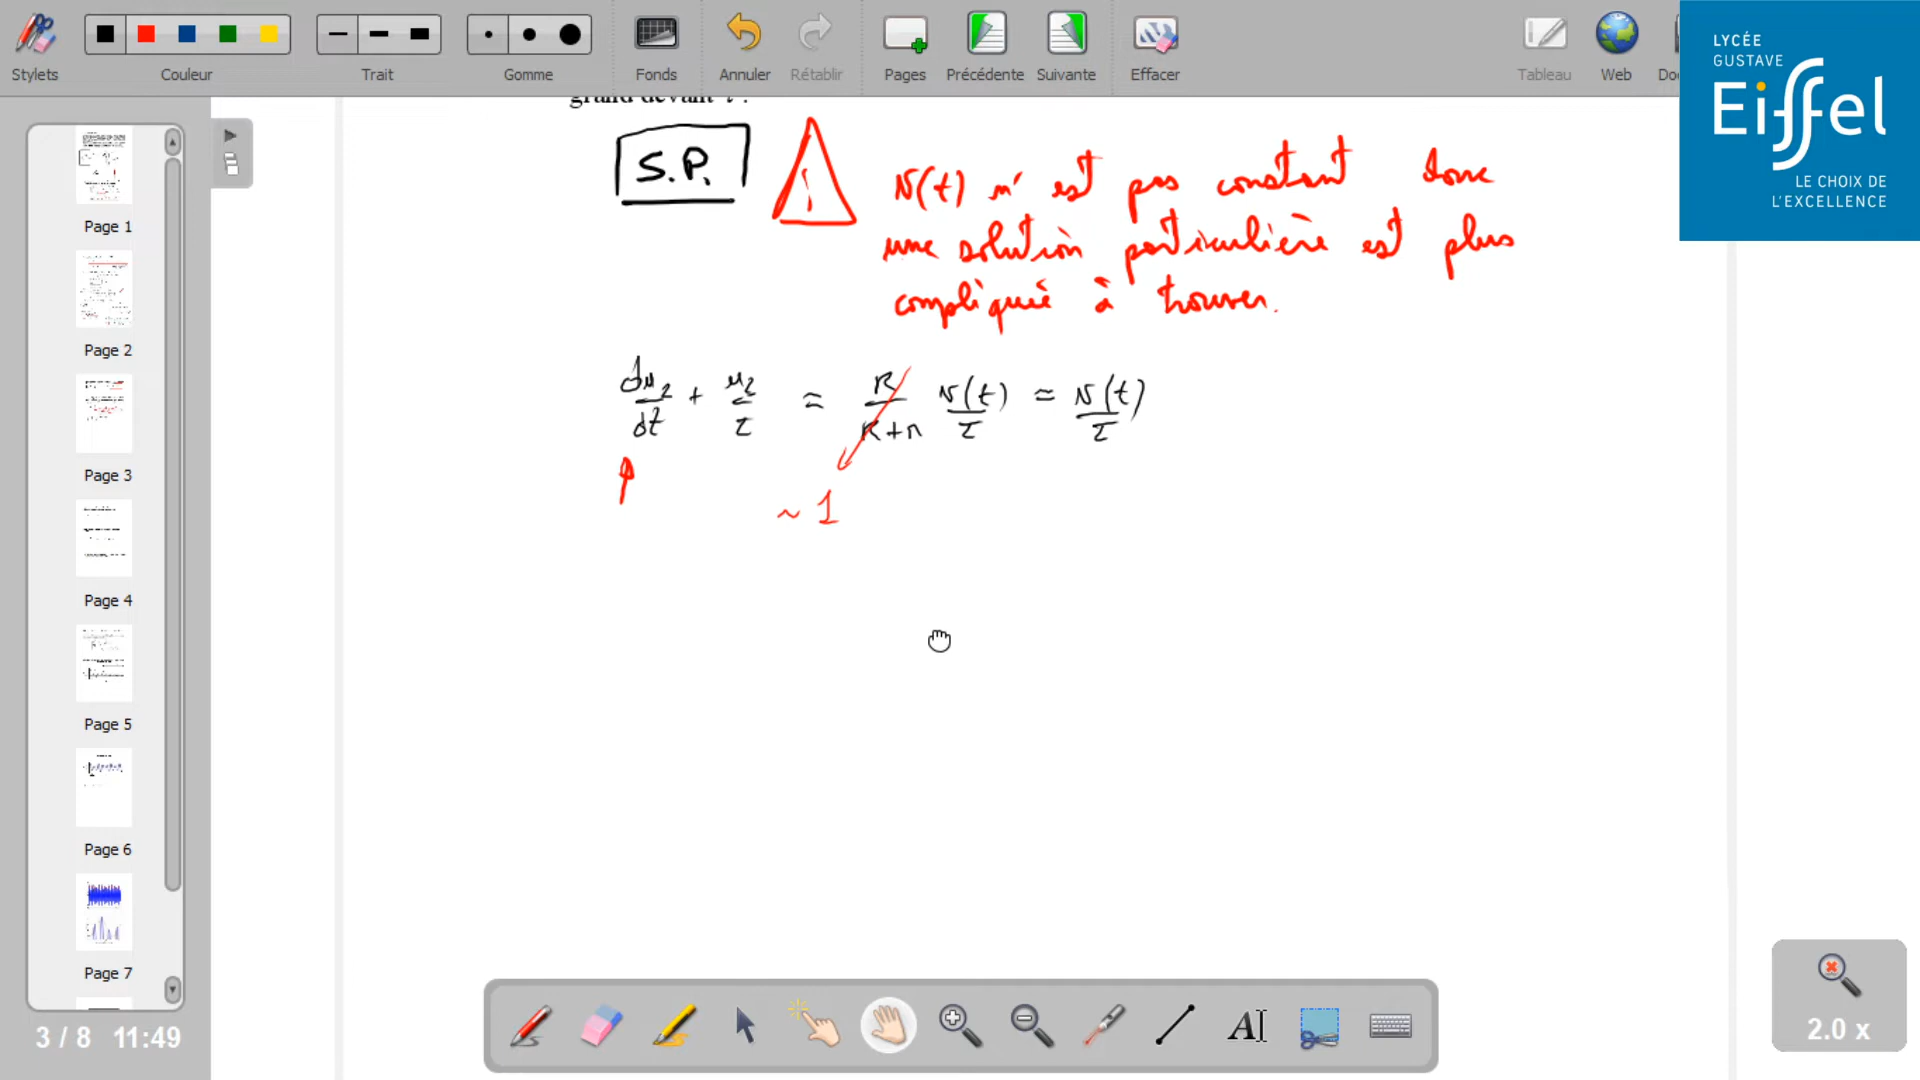 Stylets
Couleur
Trait
Gomme
Fonds
Annuler
Rétablir
Pages
Précédente
Suivante
Effacer
Tableau
Web
LYCÉE
GUSTAVE
Eiffel
LE CHOIX DE
L'EXCELLENCE
grand devant
S.P.
!
v(t) n'est pas constant donc
une solution particulière est plus
compliquée à trouver.
du₂/dt + u₂/τ ≈ R/(R+r) v(t)/τ ≈ v(t)/τ
~ 1
Page 1
Page 2
Page 3
Page 4
Page 5
Page 6
Page 7
3 / 8 11:49
2.0 x